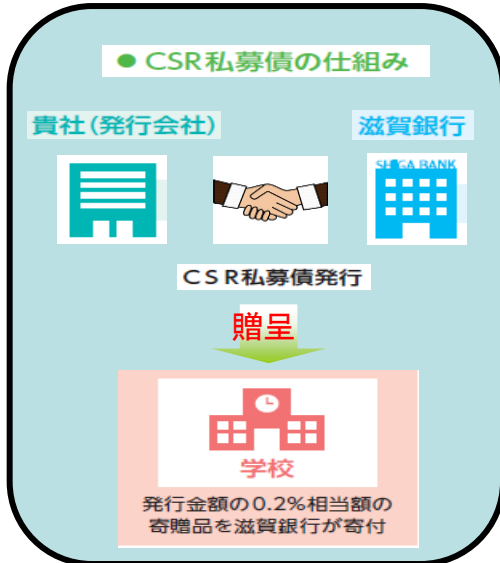 ● CSR私募債の仕組み
貴社(発行会社)
滋賀銀行
SHIGA BANK
CSR私募債発行
贈呈
学校
発行金額の0.2%相当額の
寄贈品を滋賀銀行が寄付